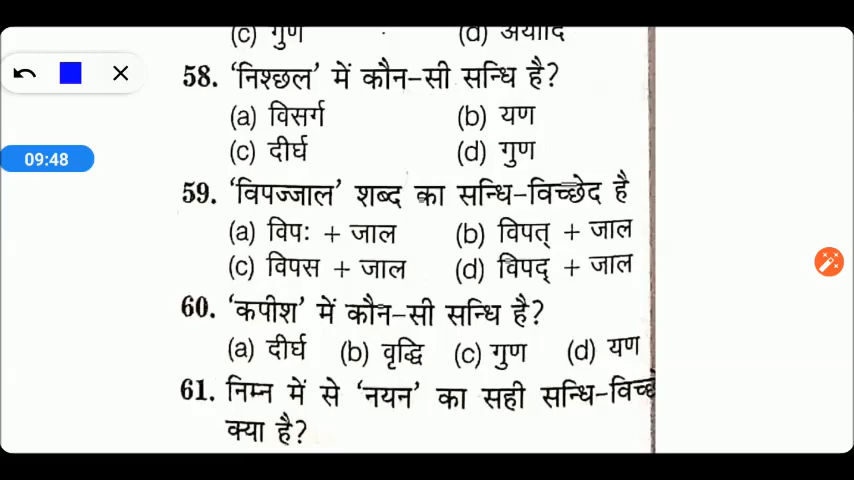 (c) गुण (d) अयादि
58. 'निश्छल' में कौन-सी सन्धि है?
(a) विसर्ग (b) यण
(c) दीर्घ (d) गुण
09:48
59. 'विपज्जाल' शब्द का सन्धि-विच्छेद है
(a) विपः + जाल (b) विपत् + जाल
(c) विपस + जाल (d) विपद् + जाल
60. 'कपीश' में कौन-सी सन्धि है?
(a) दीर्घ (b) वृद्धि (c) गुण (d) यण
61. निम्न में से 'नयन' का सही सन्धि-विच्छे
क्या है?